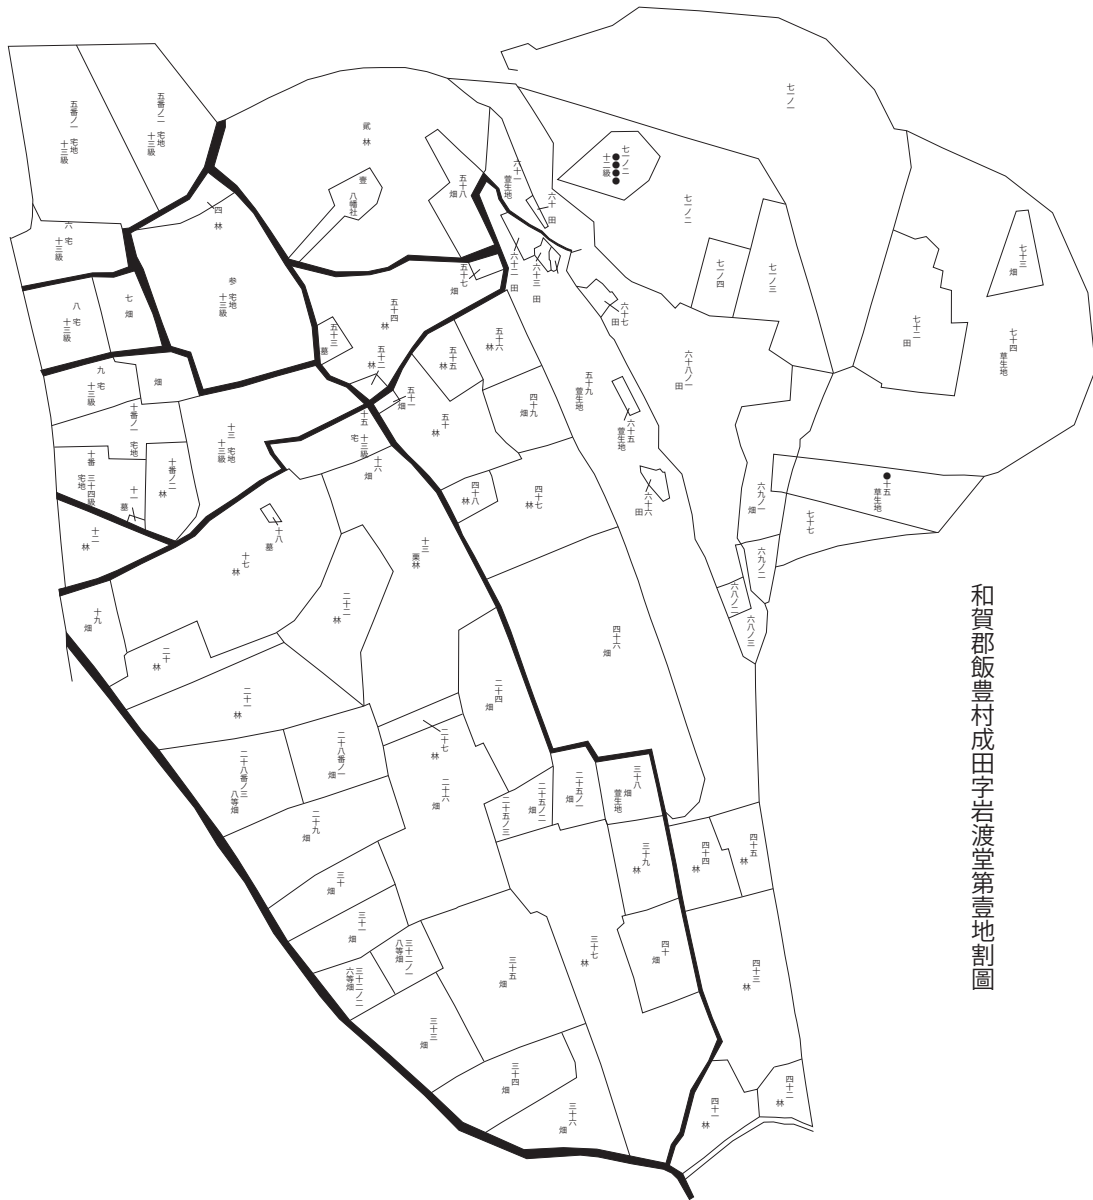 和賀郡飯豊村成田字岩渡堂第壹地割圖
五番ノ一 宅地
十三級
五番ノ二 宅地
十三級
貮 林
壹
八幡社
四 林
六 宅
十三級
参 宅地
十三級
七 畑
八 宅
十三級
九 宅
十三級
畑
十番ノ一 宅地
十番 三十四級
宅地
十一
墓
十番ノ二
林
十二
林
十三 宅地
十三級
十五 十三級
宅
十六
畑
十七
林
十八
墓
十九
畑
二十
林
二十一
林
二十二
林
十三
栗林
二十四
畑
二十五ノ一
畑
二十五ノ二
畑
二十五ノ三
二十六
畑
二十七
林
二十八番ノ一
畑
二十八番ノ三
八等畑
二十九
畑
三十
畑
三十一
畑
三十二ノ一
八等畑
三十二ノ二
六等畑
三十三
畑
三十四
畑
三十五
畑
三十六
畑
三十七
林
三十八
畑
萱生地
三十九
林
四十
畑
四十一
林
四十二
林
四十三
林
四十四
林
四十五
林
四十六
畑
四十七
林
四十八
林
四十九
畑
五十
林
五十一
畑
五十二
林
五十三
墓
五十四
林
五十五
林
五十六
林
五十七
畑
五十八
畑
五十九
萱生地
六十 田
六十一
萱生地
六十二 田
六十三 田
六十五
萱生地
六十六
田
六十七
田
六十八ノ一
田
六八ノ二
六八ノ三
六九ノ一
畑
六九ノ二
七一ノ一
七一ノ二
十二級●●●●
七一ノ二
七一ノ三
七一ノ四
七十二
田
七十三
畑
七十四
草生地
●十五
草生地
七十七